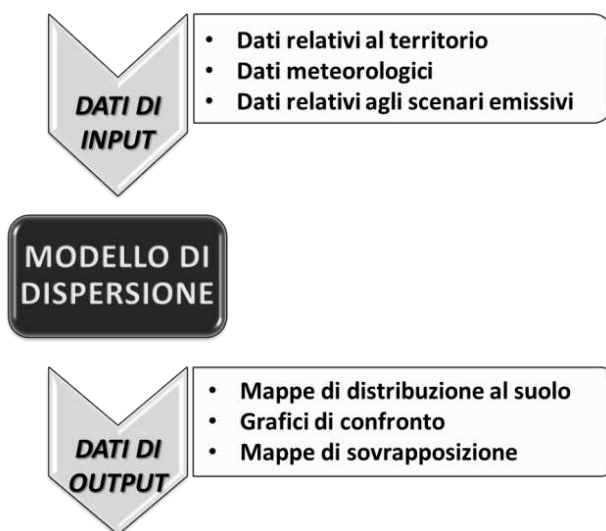 • Dati relativi al territorio
• Dati meteorologici
• Dati relativi agli scenari emissivi
DATI DI
INPUT
MODELLO DI
DISPERSIONE
• Mappe di distribuzione al suolo
• Grafici di confronto
• Mappe di sovrapposizione
DATI DI
OUTPUT